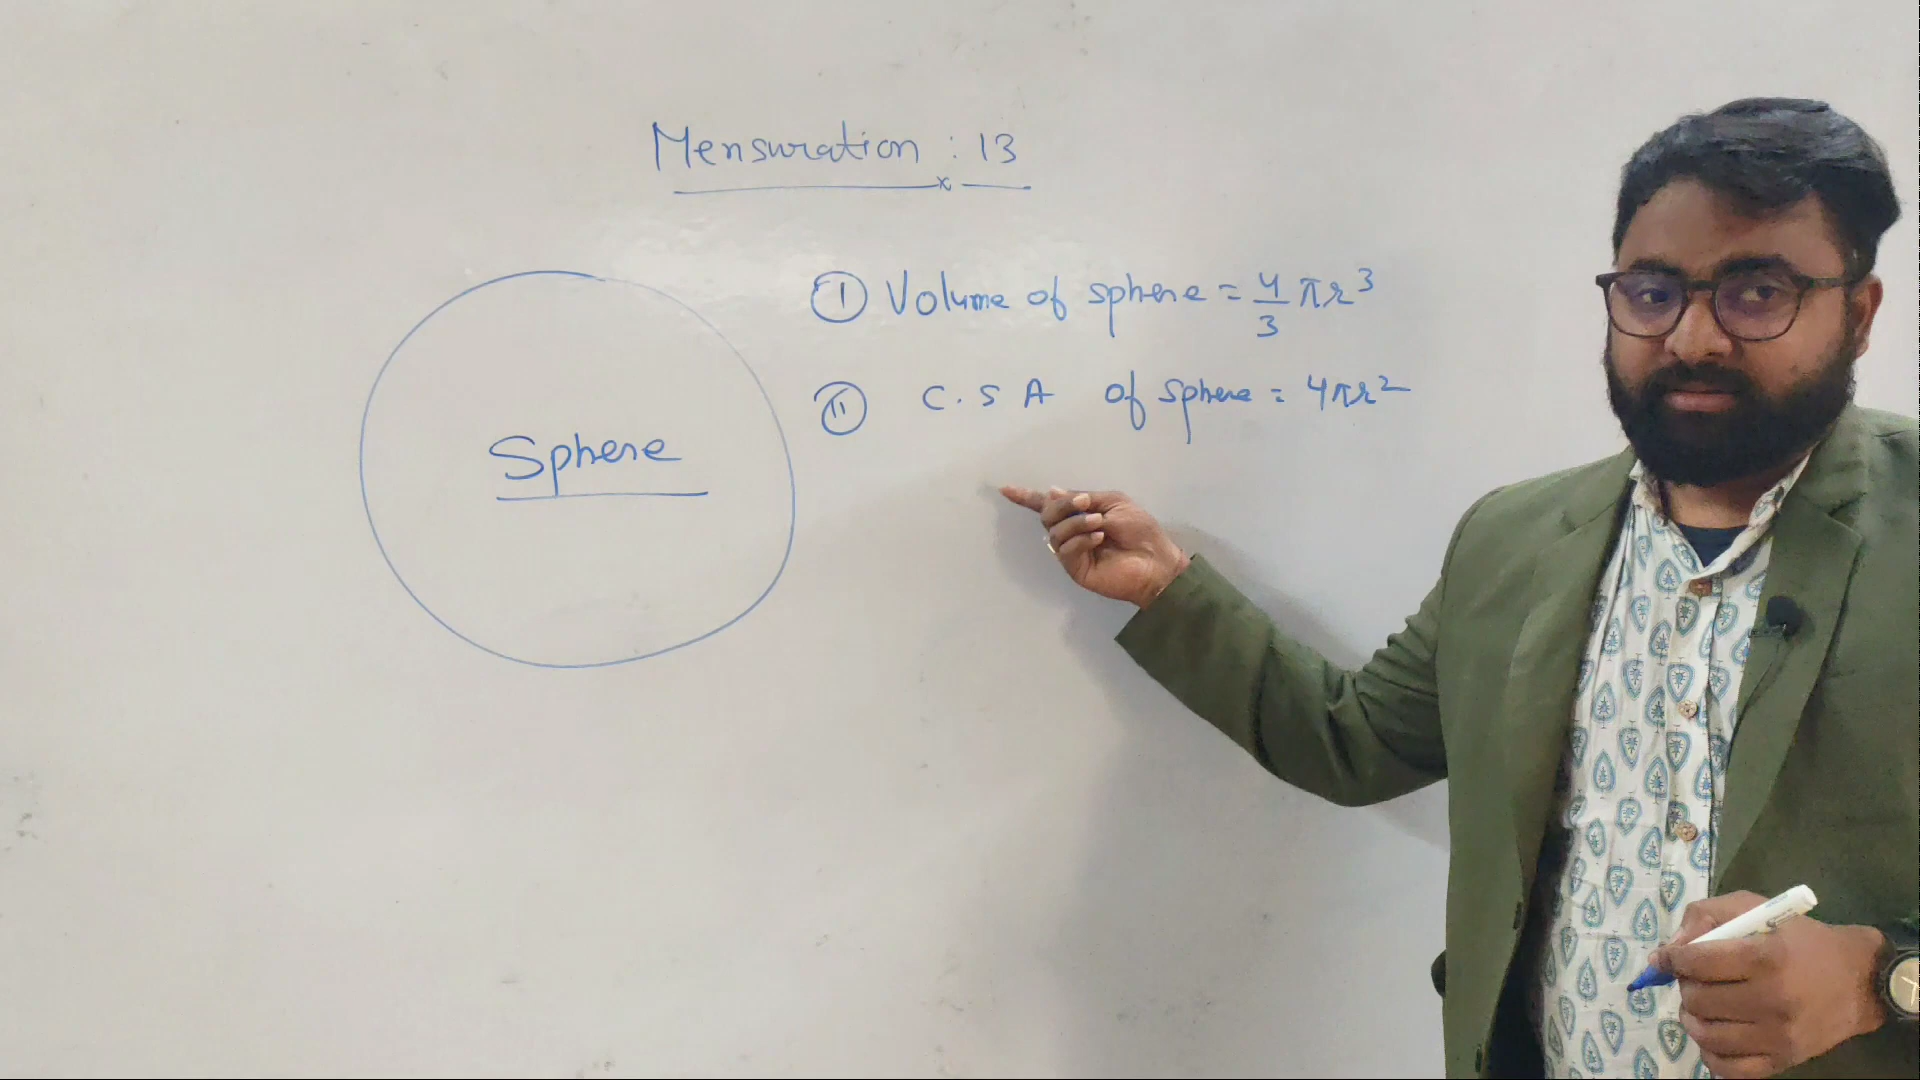 Mensuration : 13
Sphere
(I) Volume of sphere = 4/3 πr³
(II) C.S A of sphere = 4πr²